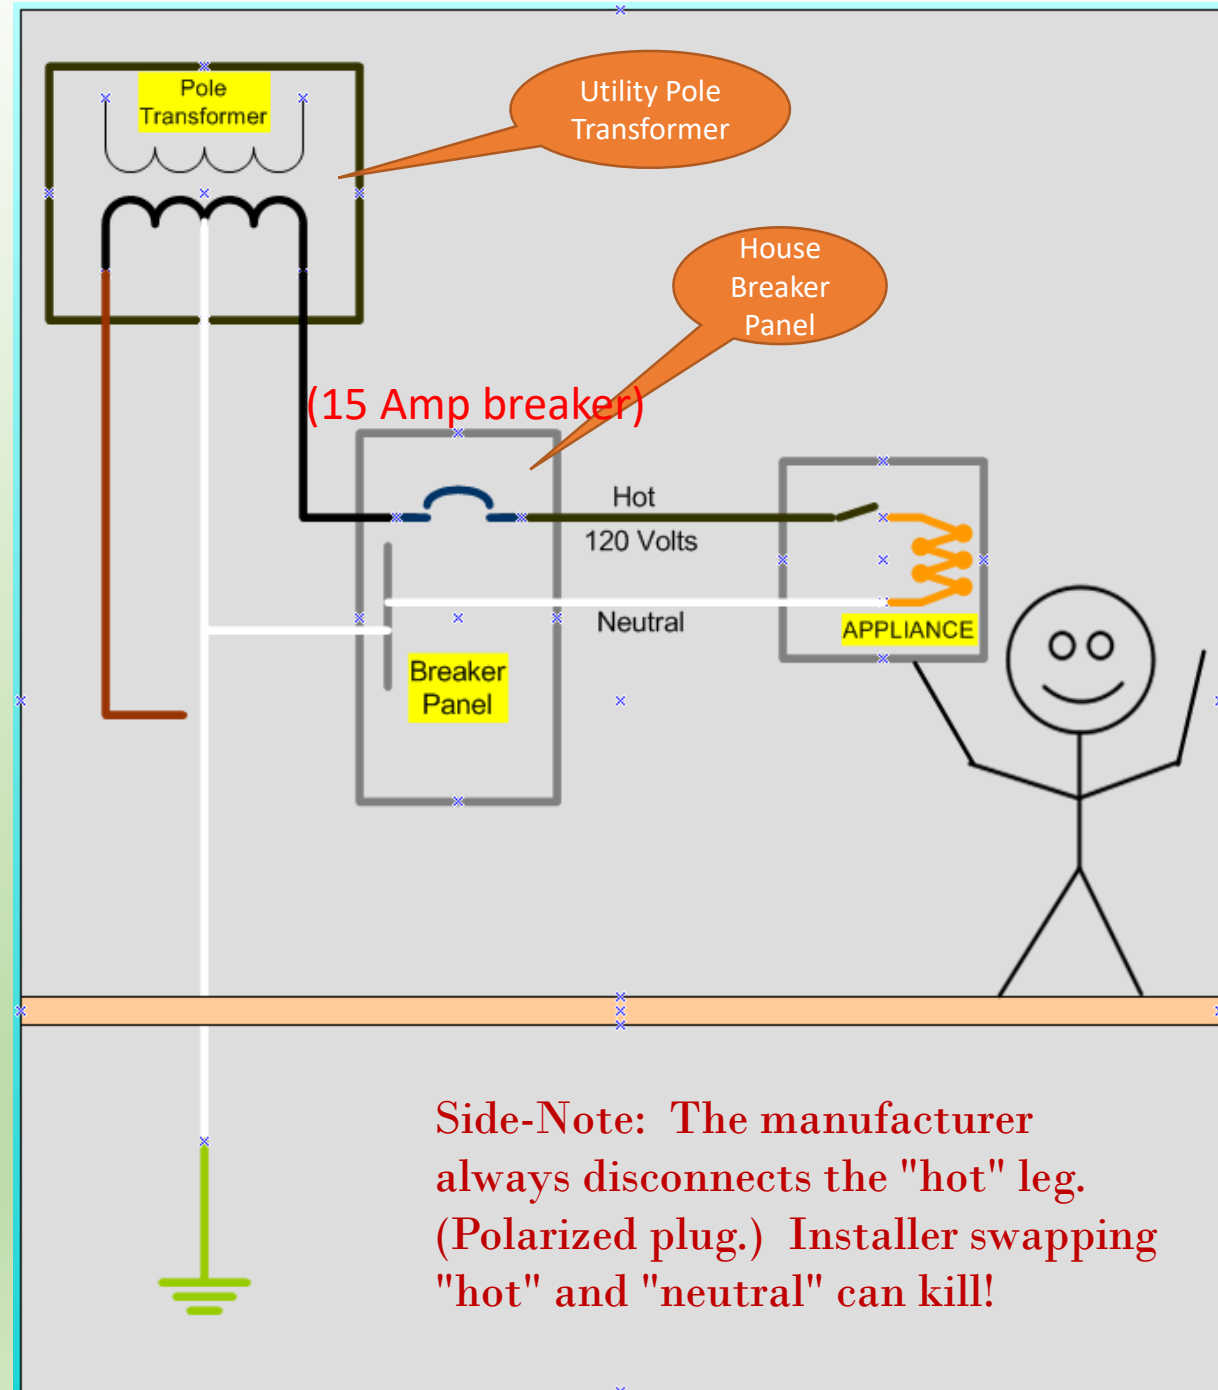 Pole
Transformer
Utility Pole
Transformer
House
Breaker
Panel
(15 Amp breaker)
Hot
120 Volts
Neutral
APPLIANCE
Breaker
Panel
Side-Note:  The manufacturer
always disconnects the "hot" leg.
(Polarized plug.)  Installer swapping
"hot" and "neutral" can kill!